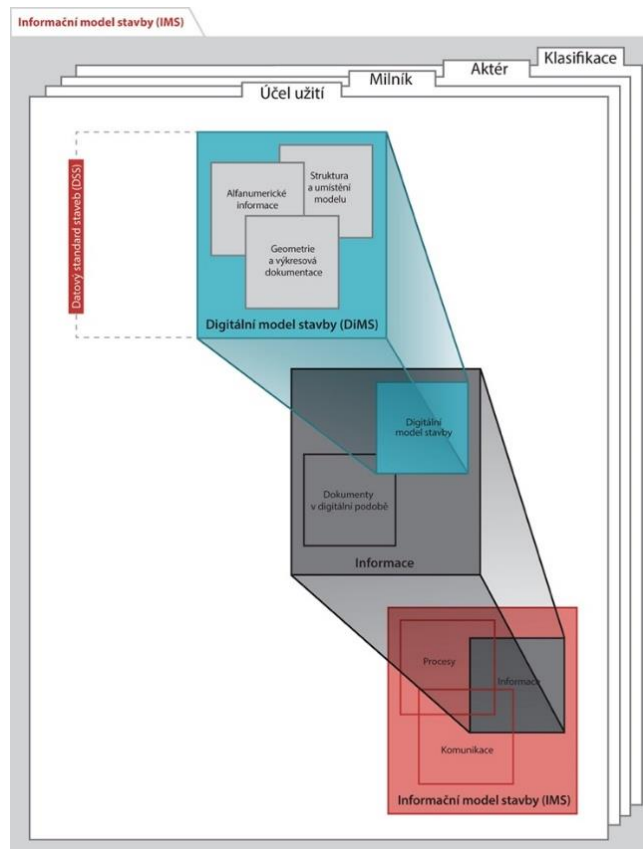 Informační model stavby (IMS)
Klasifikace
Aktér
Milník
Účel užití
Datový standard staveb (DSS)
Struktura
a umístění
modelu
Alfanumerické
informace
Geometrie
a výkresová
dokumentace
Digitální model stavby (DiMS)
Digitální
model stavby
Dokumenty
v digitální podobě
Informace
Procesy
Informace
Komunikace
Informační model stavby (IMS)